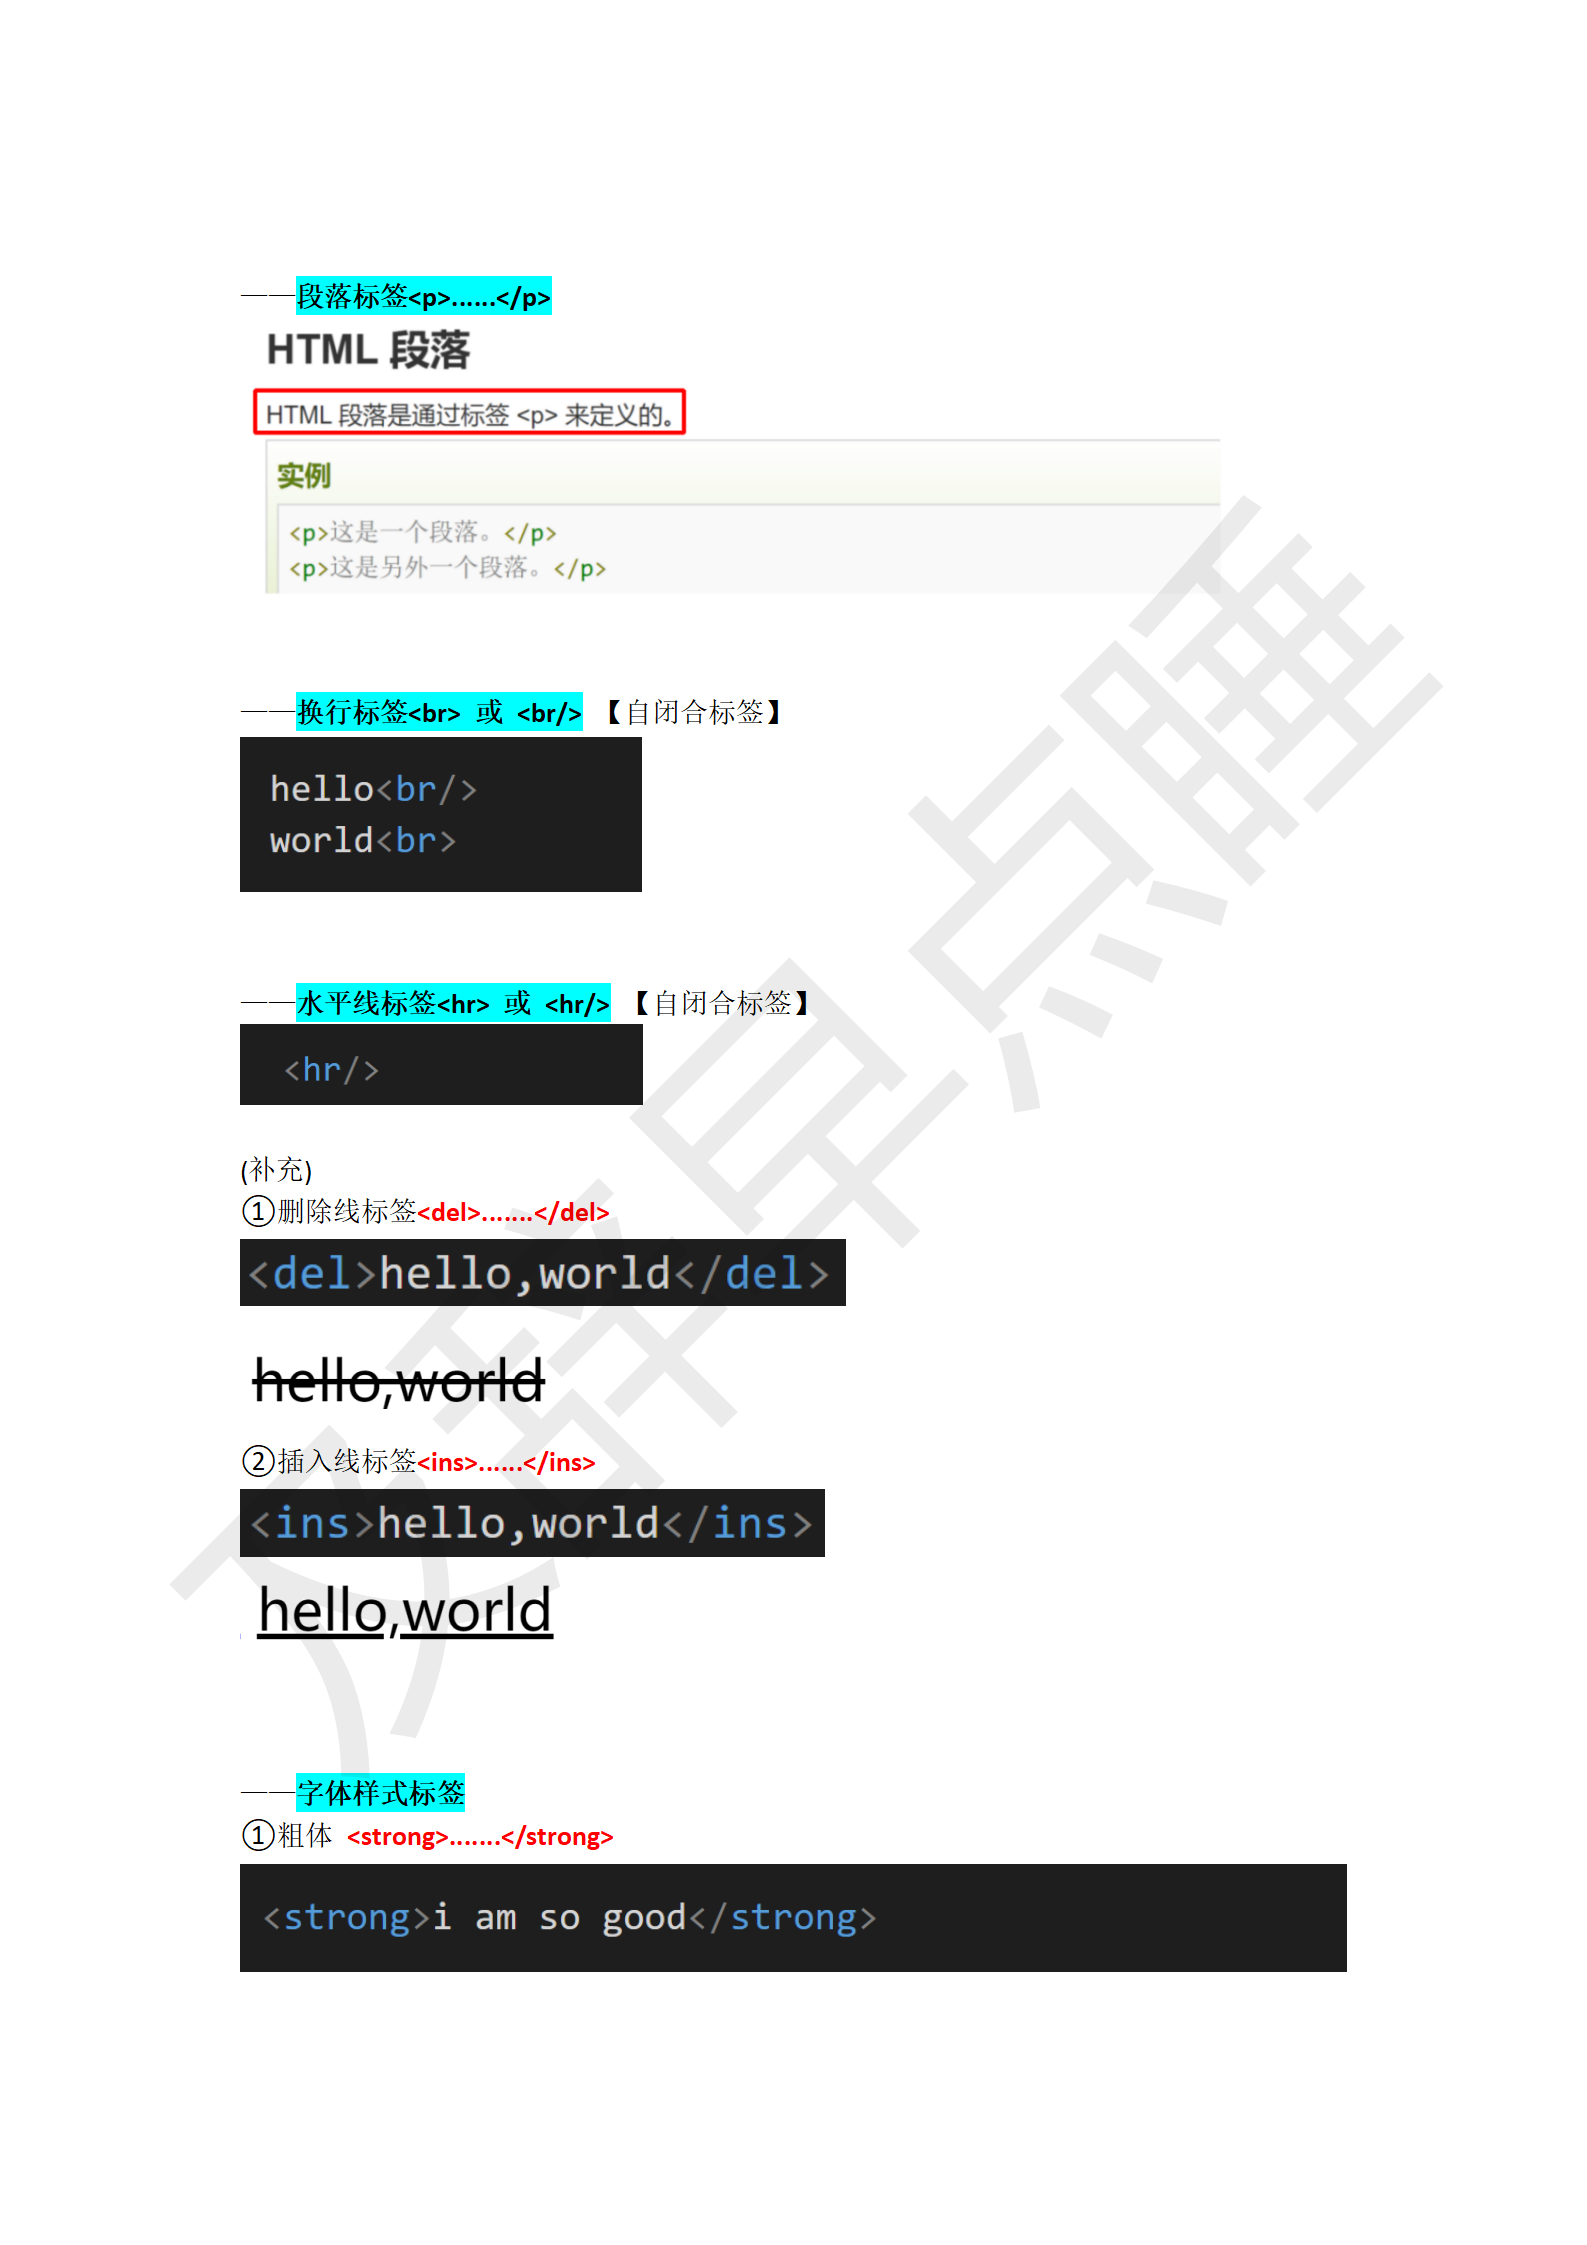 ——段落标签<p>......</p>
HTML 段落
HTML 段落是通过标签 <p> 来定义的。
实例
<p>这是一个段落。</p>
<p>这是另外一个段落。</p>
——换行标签<br> 或 <br/> 【自闭合标签】
hello<br/>
world<br>
——水平线标签<hr> 或 <hr/> 【自闭合标签】
<hr/>
(补充)
①删除线标签<del>.......</del>
<del>hello,world</del>
hello,world
②插入线标签<ins>......</ins>
<ins>hello,world</ins>
hello,world
——字体样式标签
①粗体 <strong>.......</strong>
<strong>i am so good</strong>
文辞早点睡